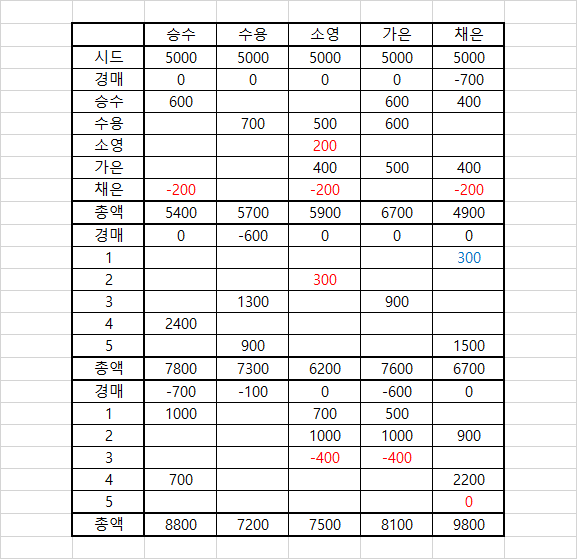 승수 수용 소영 가은 채은
시드 5000 5000 5000 5000 5000
경매 0 0 0 0 -700
승수 600 600 400
수용 700 500 600
소영 200
가은 400 500 400
채은 -200 -200 -200
총액 5400 5700 5900 6700 4900
경매 0 -600 0 0 0
1 300
2 300
3 1300 900
4 2400
5 900 1500
총액 7800 7300 6200 7600 6700
경매 -700 -100 0 -600 0
1 1000 700 500
2 1000 1000 900
3 -400 -400
4 700 2200
5 0
총액 8800 7200 7500 8100 9800